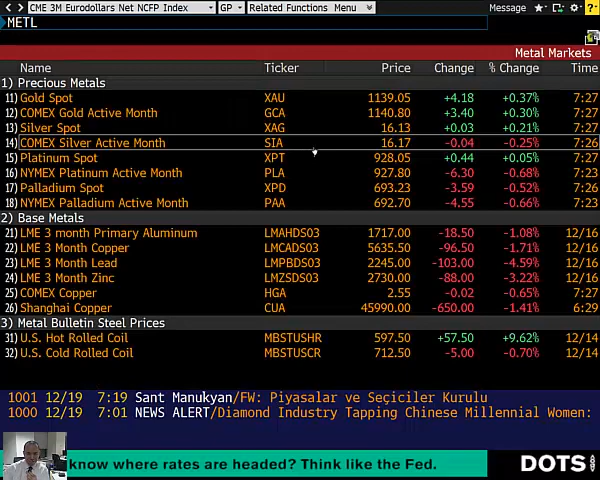 CME 3M Eurodollars Net NCFP Index GP Related Functions Menu Message ?
METL
Metal Markets
Name Ticker Price Change % Change Time
1) Precious Metals
11) Gold Spot XAU 1139.05 +4.18 +0.37% 7:27
12) COMEX Gold Active Month GCA 1140.80 +3.40 +0.30% 7:27
13) Silver Spot XAG 16.13 +0.03 +0.21% 7:27
14) COMEX Silver Active Month SIA 16.17 -0.04 -0.25% 7:26
15) Platinum Spot XPT 928.05 +0.44 +0.05% 7:27
16) NYMEX Platinum Active Month PLA 927.80 -6.30 -0.68% 7:23
17) Palladium Spot XPD 693.23 -3.59 -0.52% 7:26
18) NYMEX Palladium Active Month PAA 692.70 -4.55 -0.66% 7:23
2) Base Metals
21) LME 3 month Primary Aluminum LMAHDS03 1717.00 -18.50 -1.08% 12/16
22) LME 3 Month Copper LMCADS03 5635.50 -96.50 -1.71% 12/16
23) LME 3 Month Lead LMPBDS03 2245.00 -103.00 -4.59% 12/16
24) LME 3 Month Zinc LMZSDS03 2730.00 -88.00 -3.22% 12/16
25) COMEX Copper HGA 2.55 -0.02 -0.65% 7:27
26) Shanghai Copper CUA 45990.00 -650.00 -1.41% 6:29
3) Metal Bulletin Steel Prices
31) U.S. Hot Rolled Coil MBSTUSHR 597.50 +57.50 +9.62% 12/14
32) U.S. Cold Rolled Coil MBSTUSCR 712.50 -5.00 -0.70% 12/14
1001 12/19 7:19 Sant Manukyan/FW: Piyasalar ve Seçiciler Kurulu
1000 12/19 7:01 NEWS ALERT/Diamond Industry Tapping Chinese Millennial Women:
know where rates are headed? Think like the Fed.
DOTS